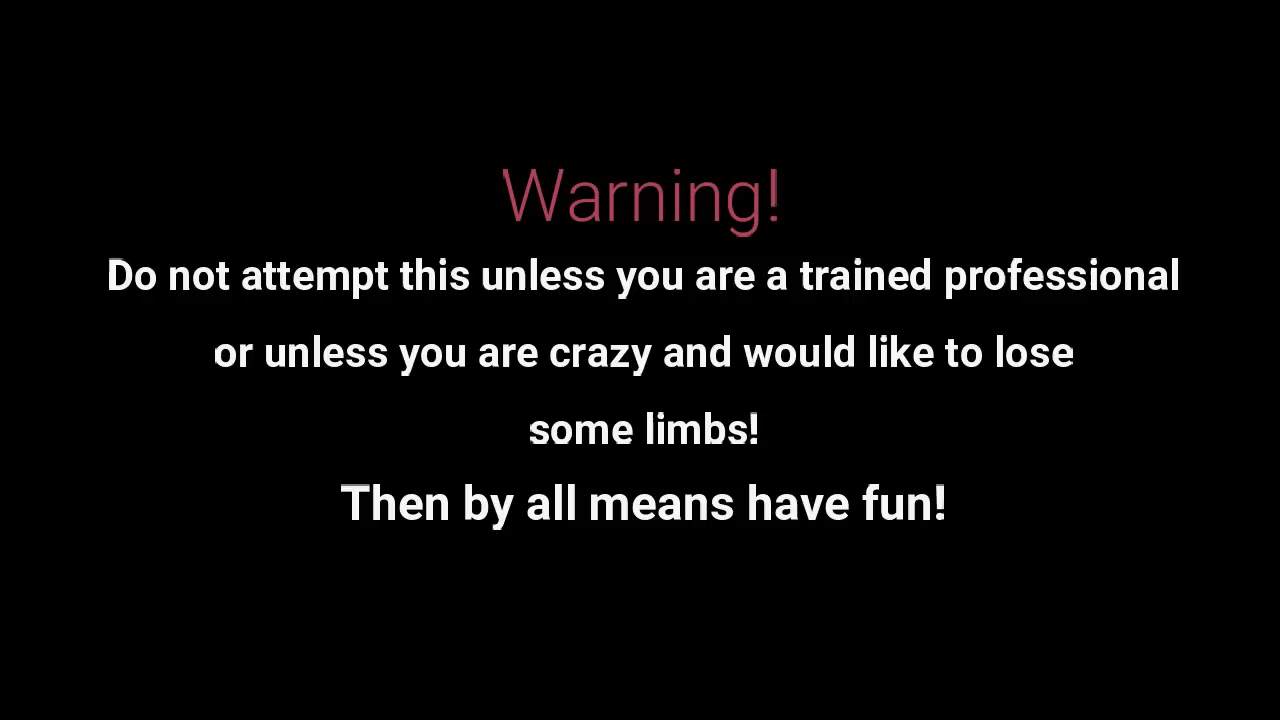 Warning!
Do not attempt this unless you are a trained professional
or unless you are crazy and would like to lose
some limbs!
Then by all means have fun!